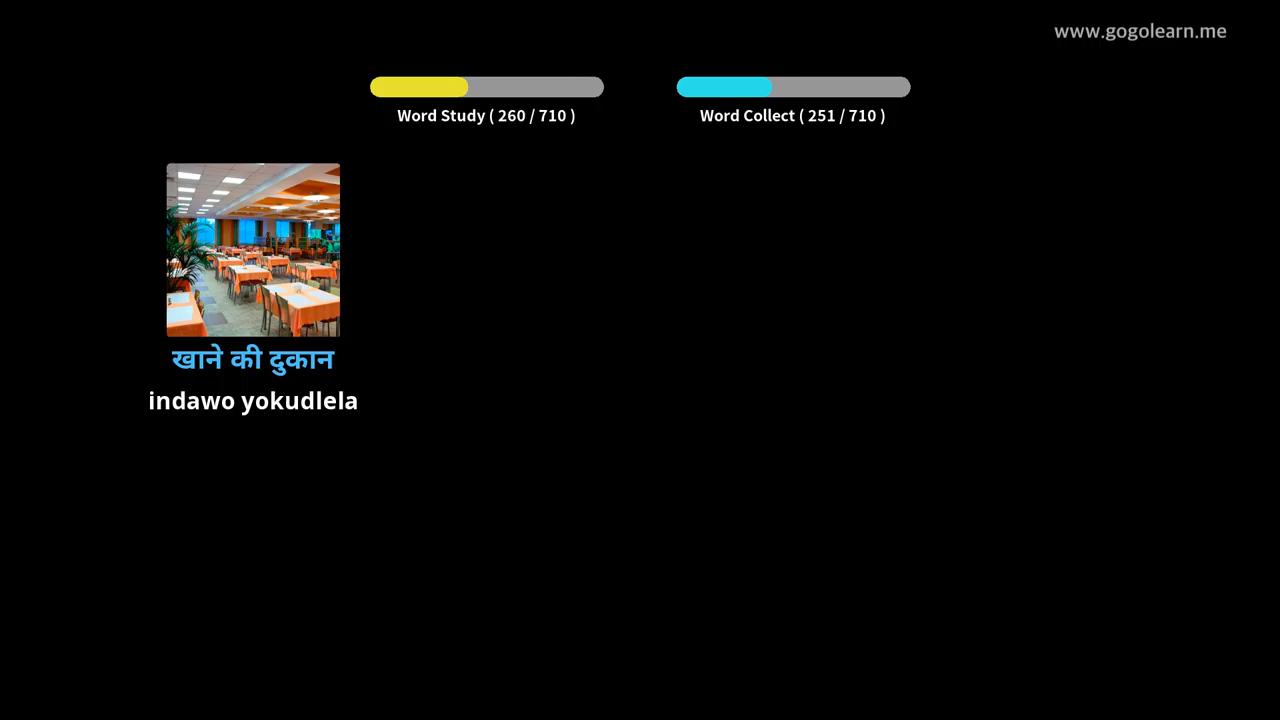 www.gogolearn.me
Word Study ( 260 / 710 )
Word Collect ( 251 / 710 )
खाने की दुकान
indawo yokudlela